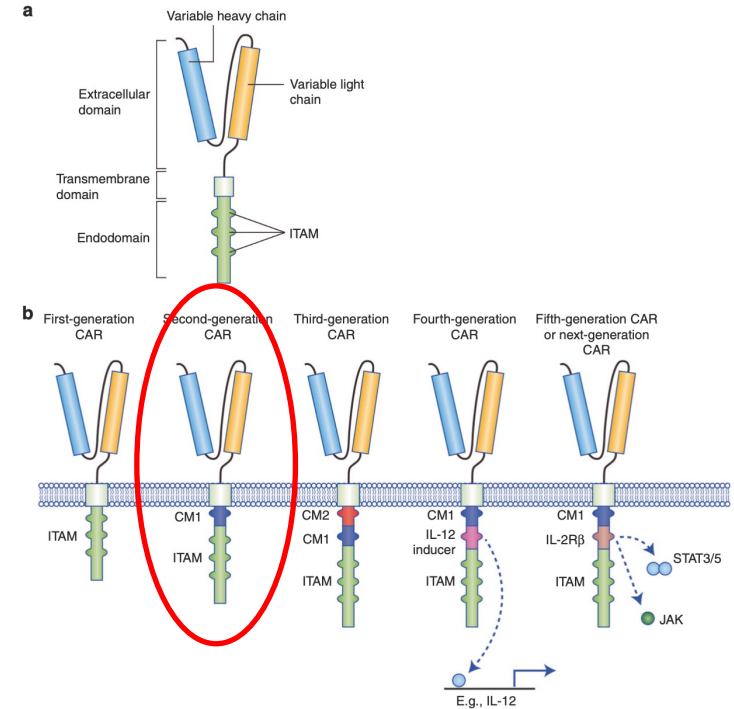 a
Variable heavy chain
Extracellular
domain
Variable light
chain
Transmembrane
domain
Endodomain
ITAM
b
First-generation
CAR
Second-generation
CAR
Third-generation
CAR
Fourth-generation
CAR
Fifth-generation CAR
or next-generation
CAR
ITAM
CM1
ITAM
CM2
CM1
ITAM
CM1
IL-12
inducer
ITAM
CM1
IL-2Rβ
ITAM
STAT3/5
JAK
E.g., IL-12